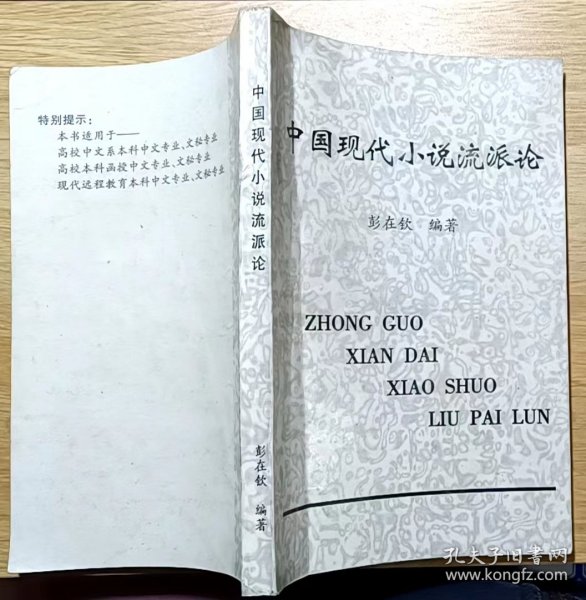 特别提示：
本书适用于——
高校中文系本科中文专业、文秘专业
高校本科函授中文专业、文秘专业
现代远程教育本科中文专业、文秘专业
中国现代小说流派论
彭在钦 编著
中国现代小说流派论
彭在钦 编著
ZHONG GUO
XIAN DAI
XIAO SHUO
LIU PAI LUN
孔夫子旧书网
www.kongfz.com